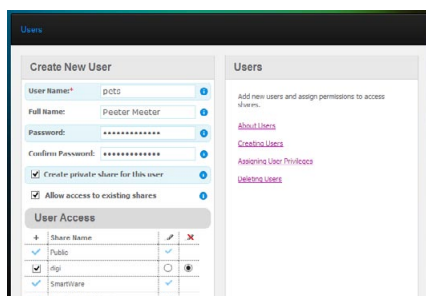 Users
Create New User
User Name:*
pets
Full Name:
Peeter Meeter
Password:
•••••••••••••
Confirm Password:
•••••••••••••
Create private share for this user
Allow access to existing shares
User Access
+ Share Name
Public
digi
SmartWare
Users
Add new users and assign permissions to access
shares.
About Users
Creating Users
Assigning User Privileges
Deleting Users